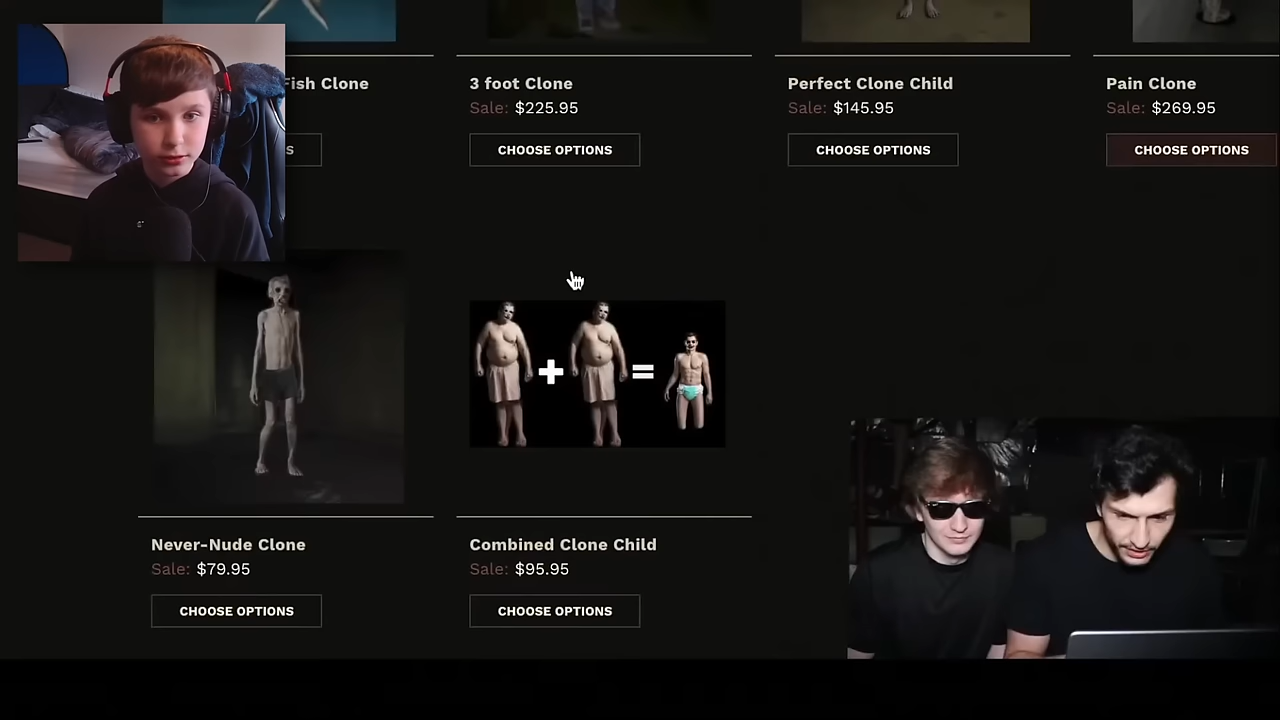 Fish Clone
3 foot Clone
Perfect Clone Child
Pain Clone
Sale: $225.95
Sale: $145.95
Sale: $269.95
S
CHOOSE OPTIONS
CHOOSE OPTIONS
CHOOSE OPTIONS
+
=
Never-Nude Clone
Combined Clone Child
Sale: $79.95
Sale: $95.95
CHOOSE OPTIONS
CHOOSE OPTIONS